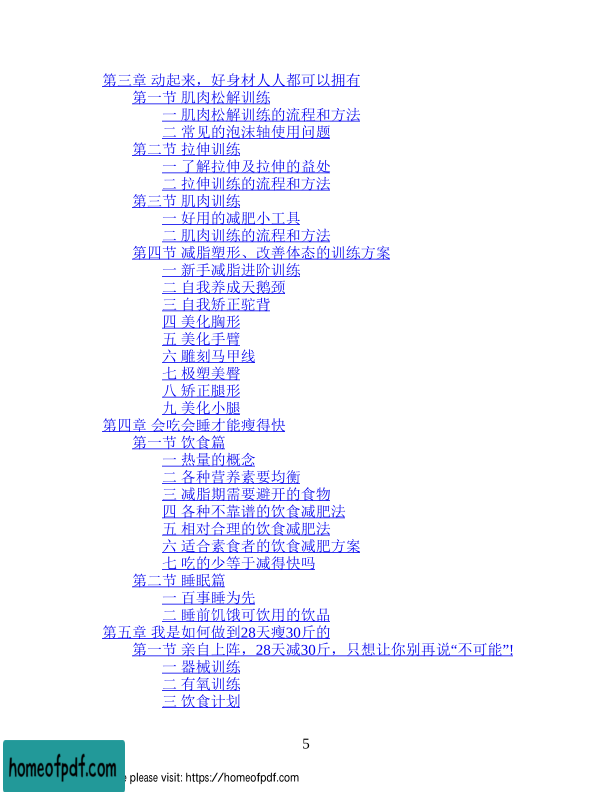 第三章 动起来，好身材人人都可以拥有
第一节 肌肉松解训练
一 肌肉松解训练的流程和方法
二 常见的泡沫轴使用问题
第二节 拉伸训练
一 了解拉伸及拉伸的益处
二 拉伸训练的流程和方法
第三节 肌肉训练
一 好用的减肥小工具
二 肌肉训练的流程和方法
第四节 减脂塑形、改善体态的训练方案
一 新手减脂进阶训练
二 自我养成天鹅颈
三 自我矫正驼背
四 美化胸形
五 美化手臂
六 雕刻马甲线
七 极塑美臀
八 矫正腿形
九 美化小腿
第四章 会吃会睡才能瘦得快
第一节 饮食篇
一 热量的概念
二 各种营养素要均衡
三 减脂期需要避开的食物
四 各种不靠谱的饮食减肥法
五 相对合理的饮食减肥法
六 适合素食者的饮食减肥方案
七 吃的少等于减得快吗
第二节 睡眠篇
一 百事睡为先
二 睡前饥饿可饮用的饮品
第五章 我是如何做到28天瘦30斤的
第一节 亲自上阵，28天减30斤，只想让你别再说“不可能”!
一 器械训练
二 有氧训练
三 饮食计划
5
homeofpdf.com
please visit: https://homeofpdf.com